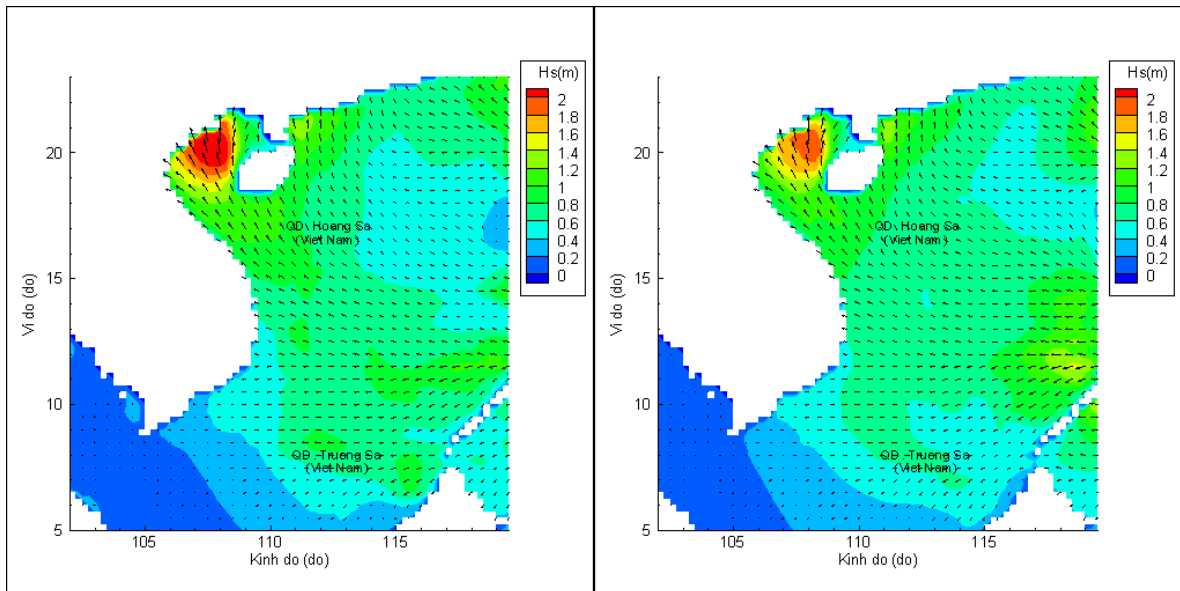 Hs(m)
2
1.8
1.6
1.4
1.2
1
0.8
0.6
0.4
0.2
0
20
15
10
5
Vi do (do)
QD. Hoang Sa
(Viet Nam)
QD. Truong Sa
(Viet Nam)
105
110
115
Kinh do (do)
Hs(m)
2
1.8
1.6
1.4
1.2
1
0.8
0.6
0.4
0.2
0
20
15
10
5
Vi do (do)
QD. Hoang Sa
(Viet Nam)
QD. Truong Sa
(Viet Nam)
105
110
115
Kinh do (do)